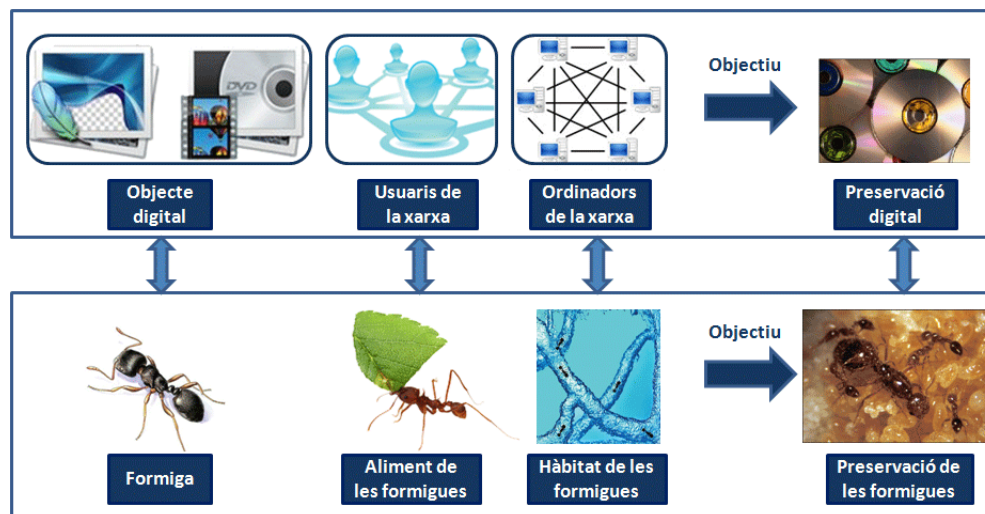 Objectiu
DVD
Objecte
digital
Usuaris de
la xarxa
Ordinadors
de la xarxa
Preservació
digital
Objectiu
Formiga
Aliment de
les formigues
Hàbitat de les
formigues
Preservació de
les formigues